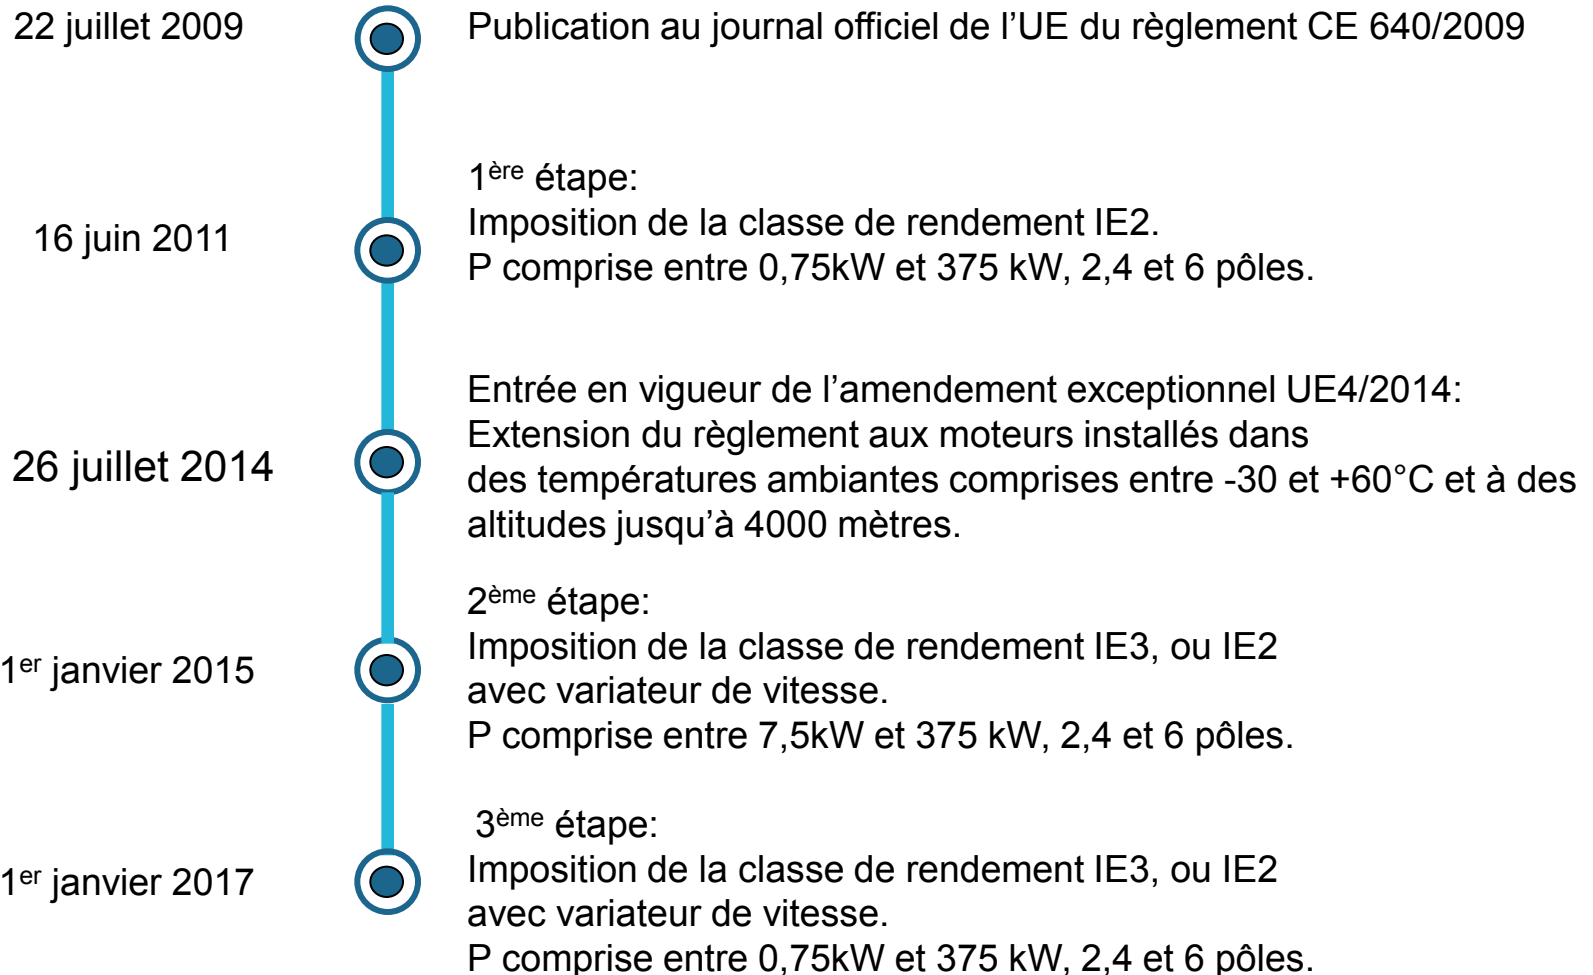 22 juillet 2009
Publication au journal officiel de l’UE du règlement CE 640/2009
16 juin 2011
1ère étape:
Imposition de la classe de rendement IE2.
P comprise entre 0,75kW et 375 kW, 2,4 et 6 pôles.
26 juillet 2014
Entrée en vigueur de l’amendement exceptionnel UE4/2014:
Extension du règlement aux moteurs installés dans
des températures ambiantes comprises entre -30 et +60°C et à des
altitudes jusqu’à 4000 mètres.
1er janvier 2015
2ème étape:
Imposition de la classe de rendement IE3, ou IE2
avec variateur de vitesse.
P comprise entre 7,5kW et 375 kW, 2,4 et 6 pôles.
1er janvier 2017
3ème étape:
Imposition de la classe de rendement IE3, ou IE2
avec variateur de vitesse.
P comprise entre 0,75kW et 375 kW, 2,4 et 6 pôles.